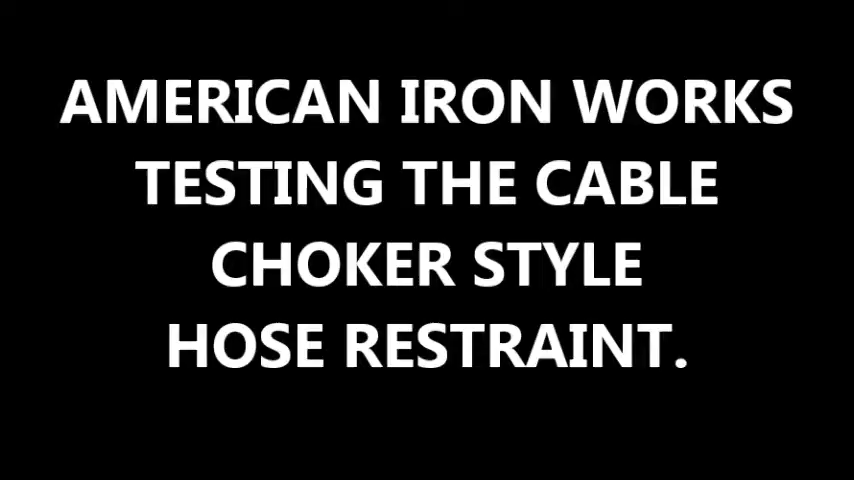 AMERICAN IRON WORKS
TESTING THE CABLE
CHOKER STYLE
HOSE RESTRAINT.